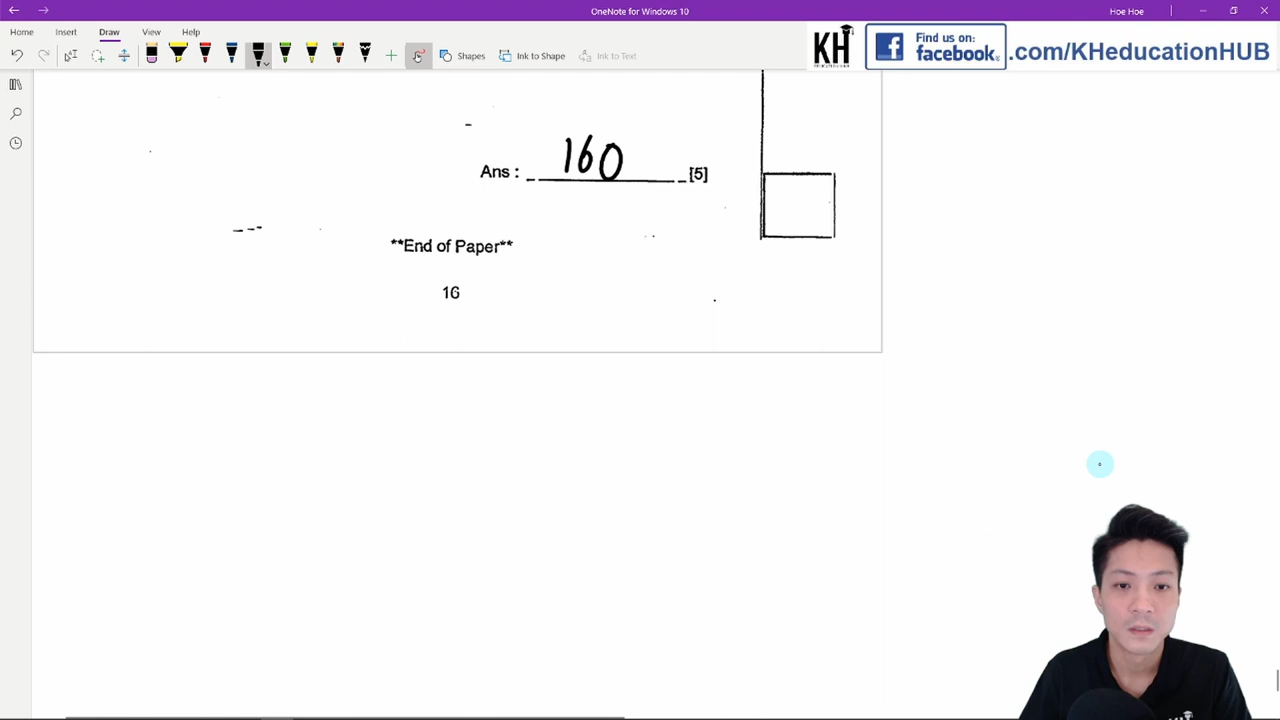 OneNote for Windows 10
Hoe Hoe
Home Insert Draw View Help
Shapes
Ink to Shape
Ink to Text
KH
Find us on:
facebook.
.com/KHeducationHUB
Ans : 160 [5]
**End of Paper**
16
KH